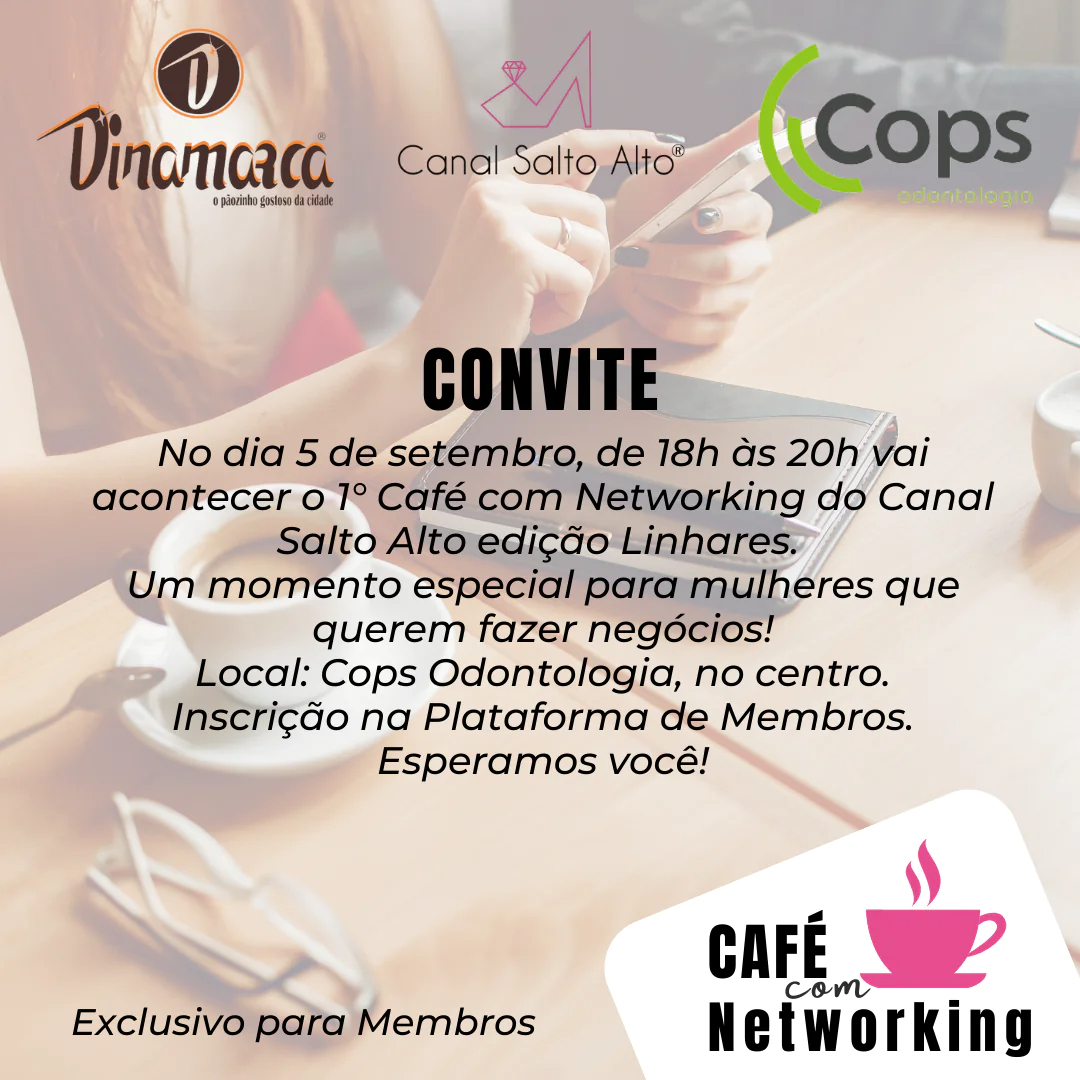 Dinamarca®
o pãozinho gostoso da cidade
Canal Salto Alto®
Cops
odontologia
CONVITE
No dia 5 de setembro, de 18h às 20h vai
acontecer o 1° Café com Networking do Canal
Salto Alto edição Linhares.
Um momento especial para mulheres que
querem fazer negócios!
Local: Cops Odontologia, no centro.
Inscrição na Plataforma de Membros.
Esperamos você!
CAFÉ
com
Networking
Exclusivo para Membros